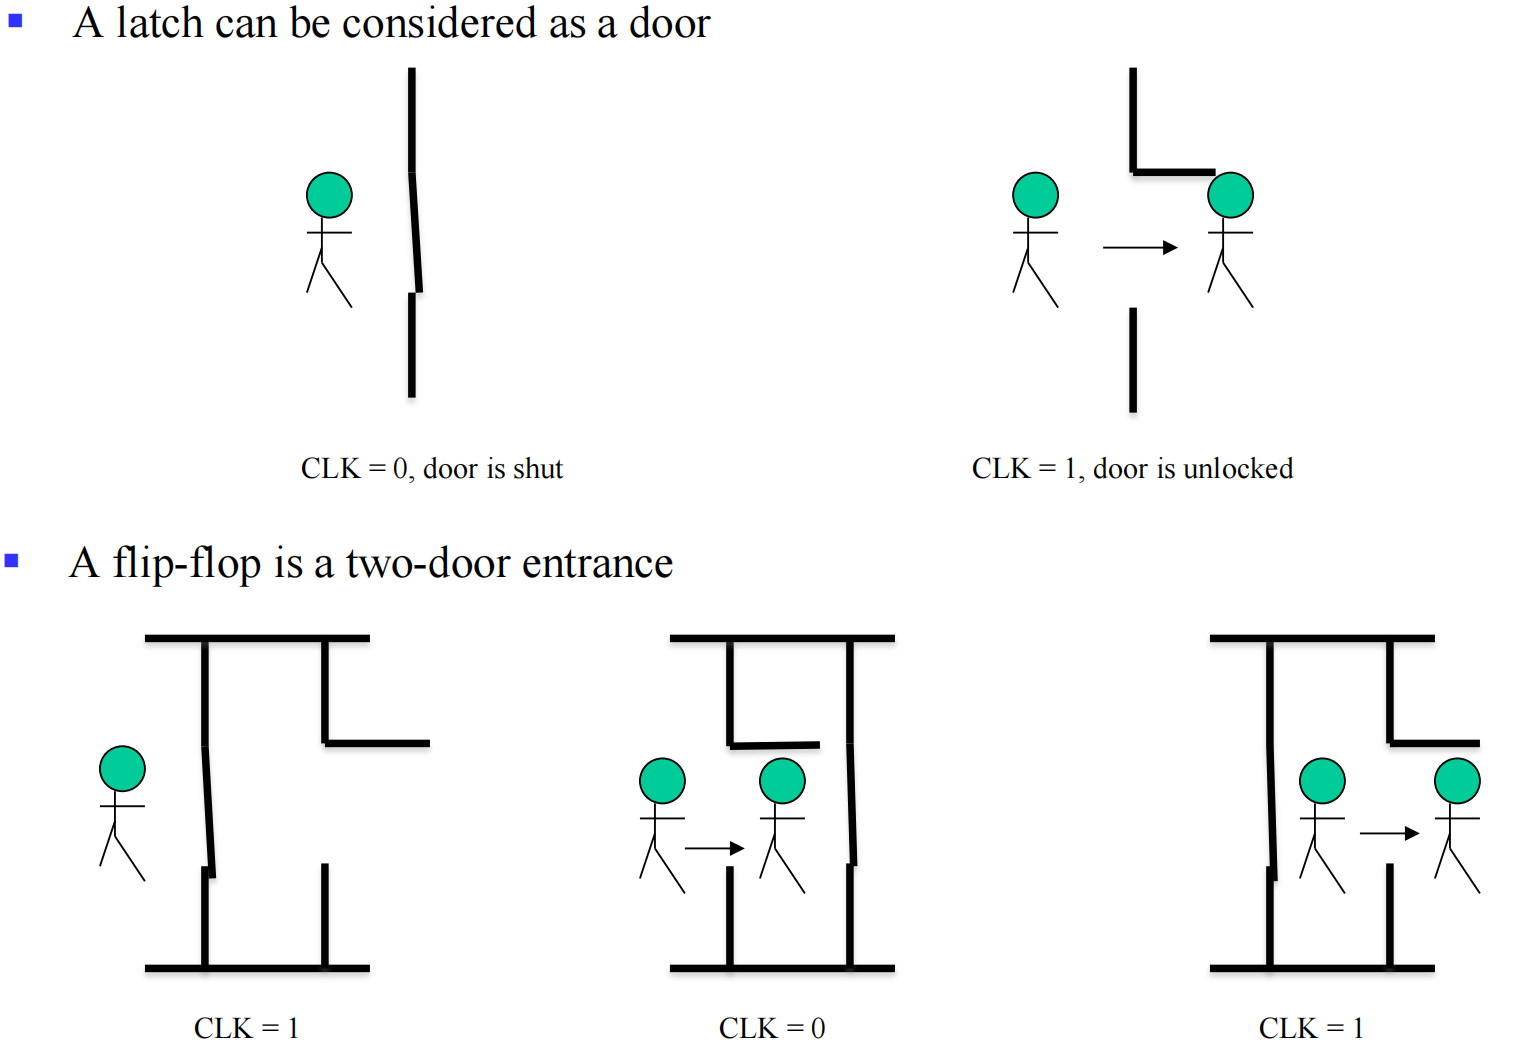 A latch can be considered as a door
CLK = 0, door is shut
CLK = 1, door is unlocked
A flip-flop is a two-door entrance
CLK = 1
CLK = 0
CLK = 1